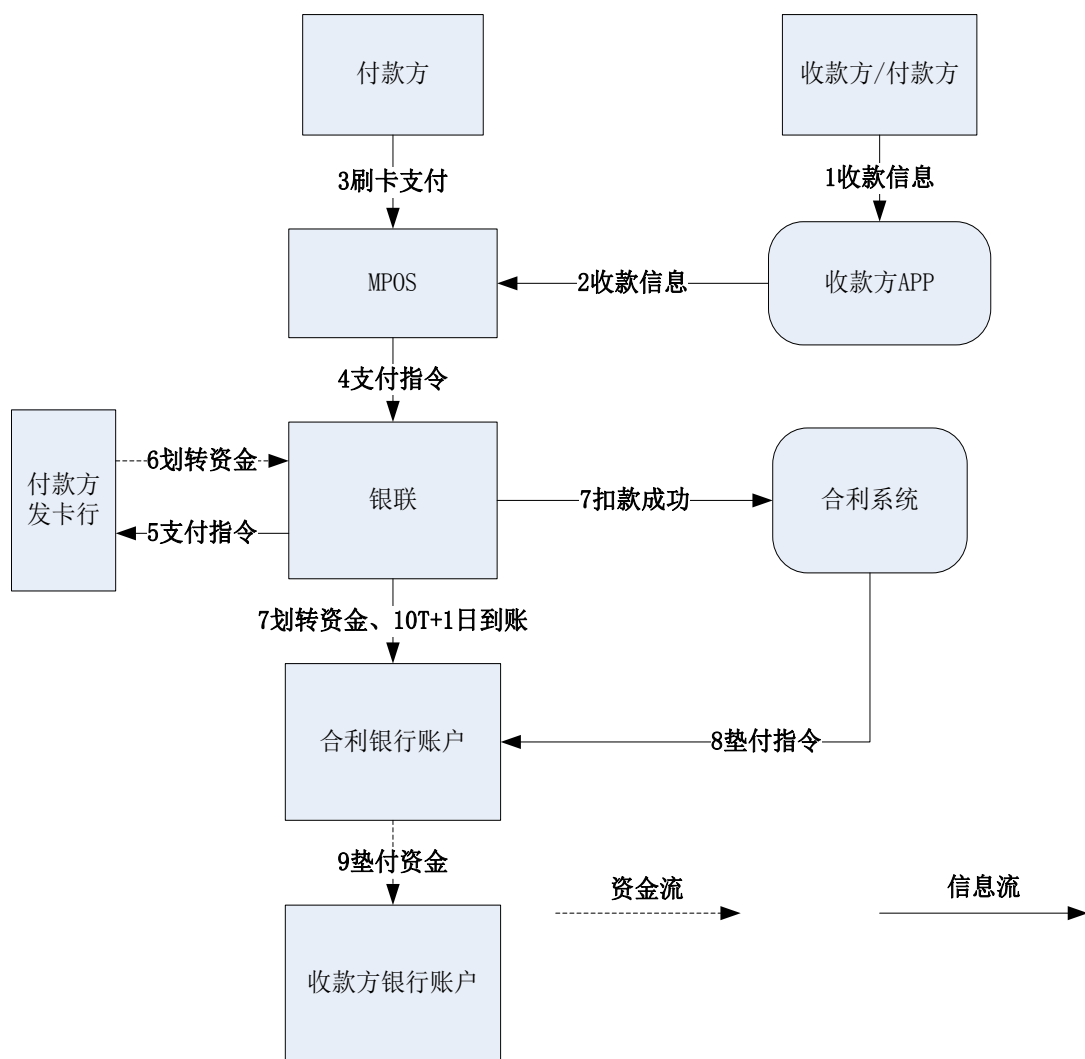 付款方
收款方/付款方
3刷卡支付
1收款信息
MPOS
2收款信息
收款方APP
4支付指令
付款方
发卡行
6划转资金
5支付指令
银联
7扣款成功
合利系统
7划转资金、10T+1日到账
合利银行账户
8垫付指令
9垫付资金
资金流
信息流
收款方银行账户